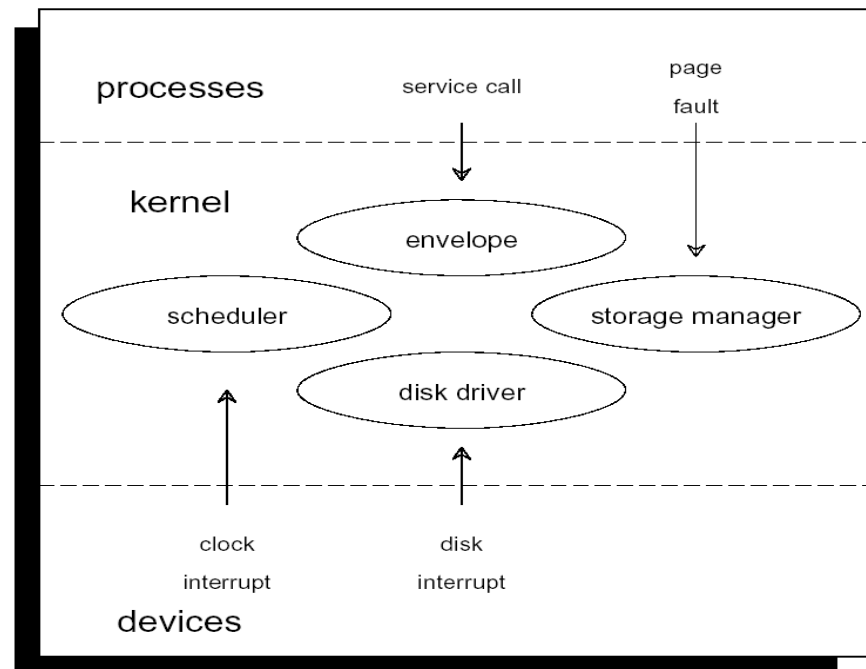 processes
service call
page
fault
kernel
envelope
scheduler
storage manager
disk driver
clock
interrupt
disk
interrupt
devices